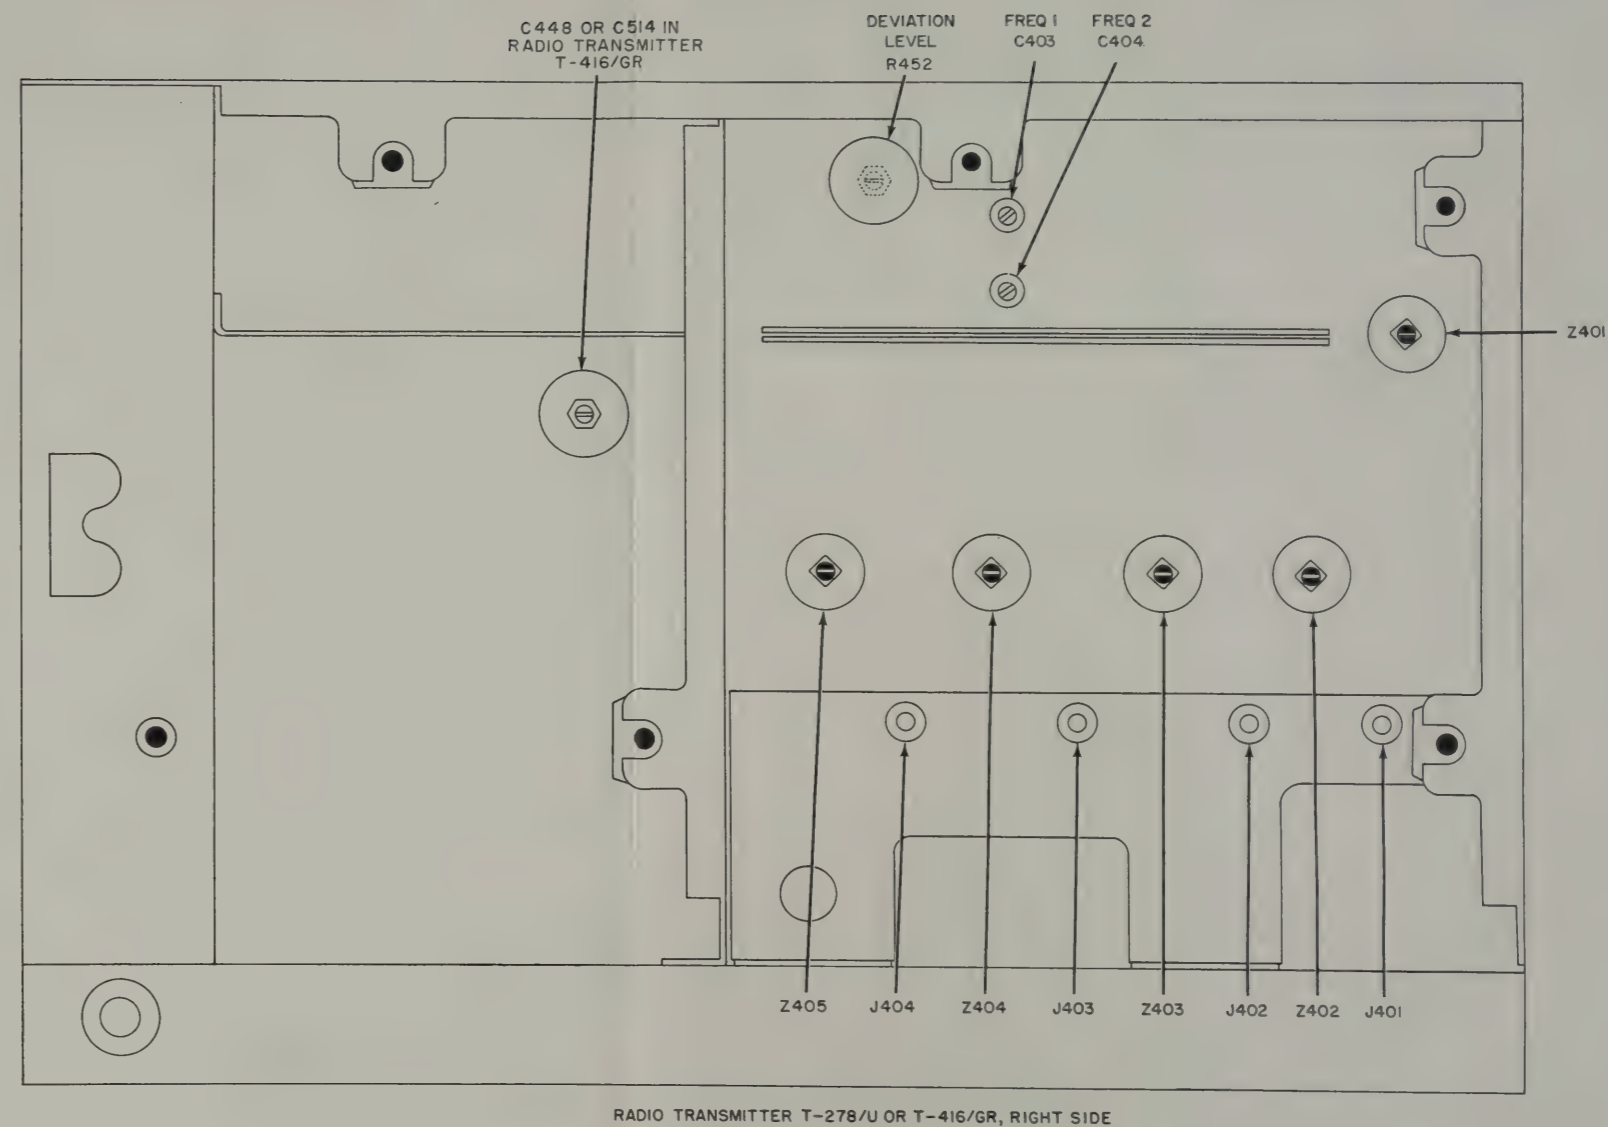 C448 OR C514 IN
RADIO TRANSMITTER
T-416/GR
DEVIATION
LEVEL
R452
FREQ 1
C403
FREQ 2
C404
Z401
Z405
J404
Z404
J403
Z403
J402
Z402
J401
RADIO TRANSMITTER T-278/U OR T-416/GR, RIGHT SIDE